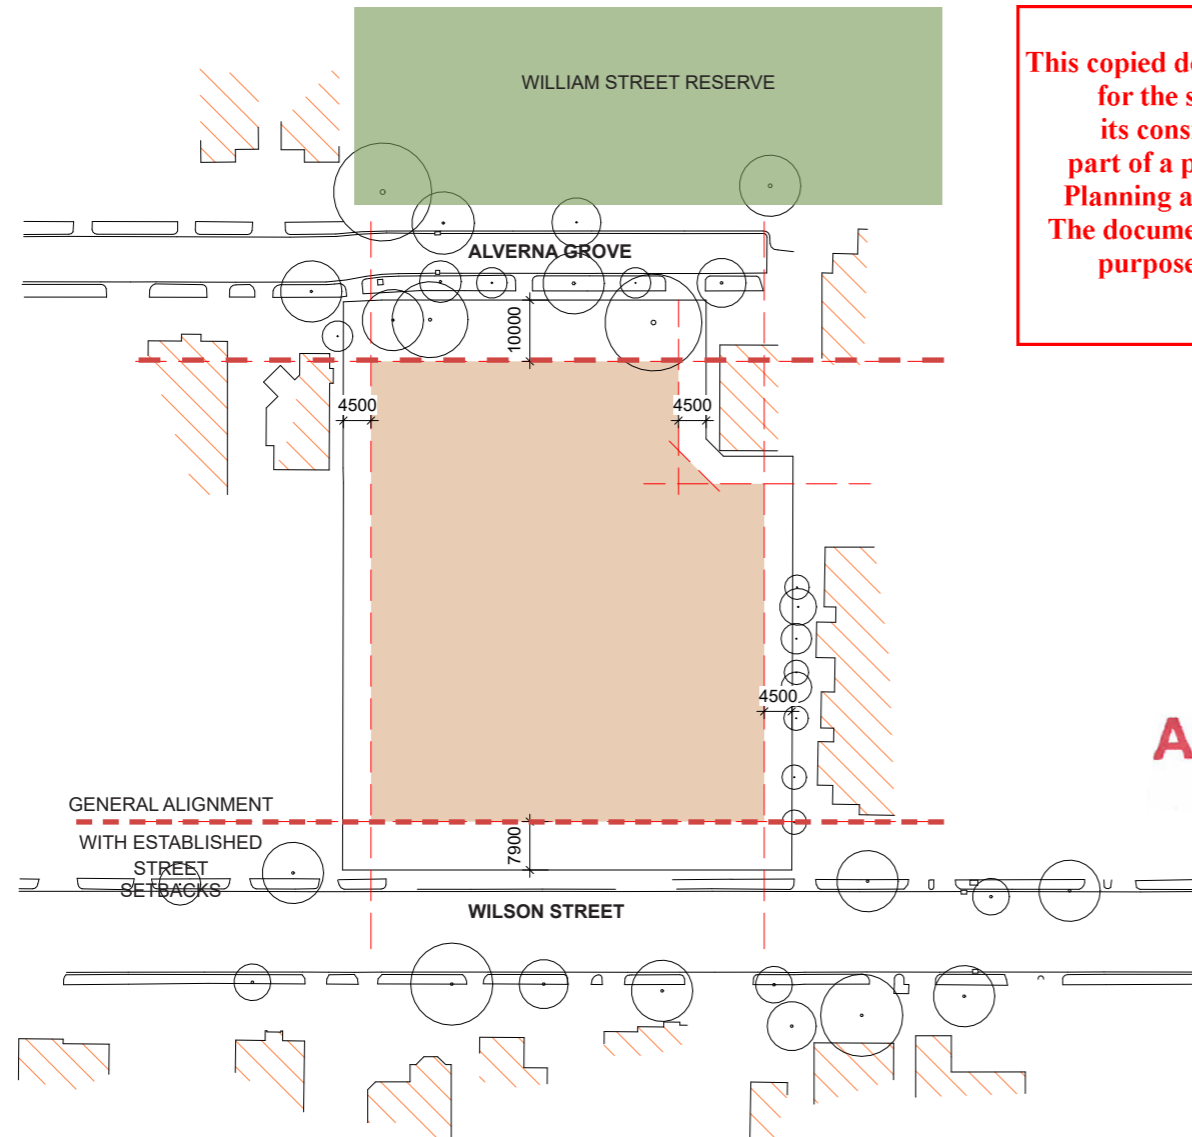 WILLIAM STREET RESERVE
This copied d
for the s
its cons
part of a p
Planning a
The docume
purpose
ALVERNA GROVE
10000
4500
4500
4500
GENERAL ALIGNMENT
WITH ESTABLISHED
STREET
SETBACKS
7900
WILSON STREET
A